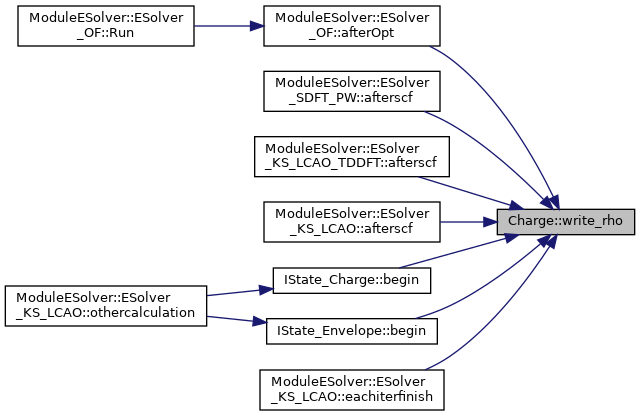 ModuleESolver::ESolver
_OF::Run
ModuleESolver::ESolver
_OF::afterOpt
ModuleESolver::ESolver
_SDFT_PW::afterscf
ModuleESolver::ESolver
_KS_LCAO_TDDFT::afterscf
ModuleESolver::ESolver
_KS_LCAO::afterscf
Charge::write_rho
IState_Charge::begin
ModuleESolver::ESolver
_KS_LCAO::othercalculation
IState_Envelope::begin
ModuleESolver::ESolver
_KS_LCAO::eachiterfinish